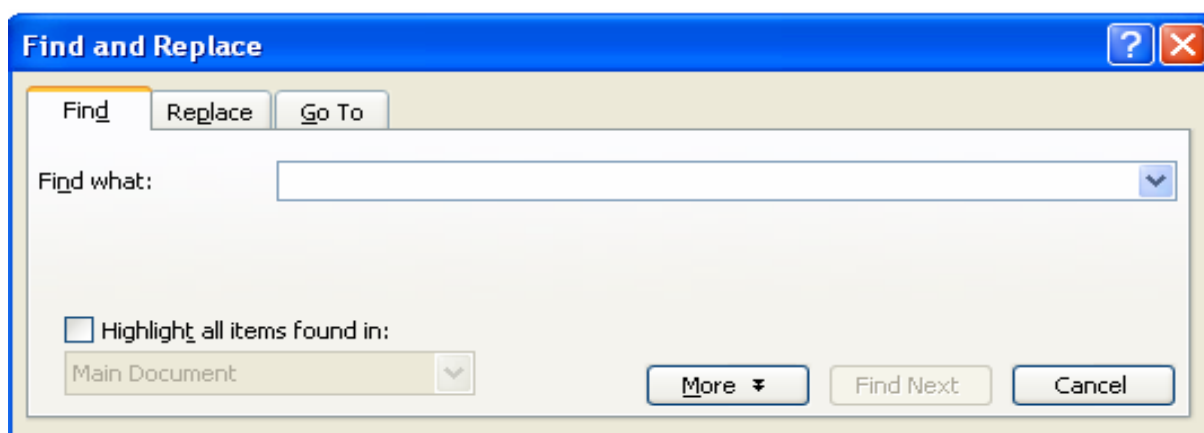 Find and Replace
Find Replace Go To
Find what:
Highlight all items found in:
Main Document
More Find Next Cancel